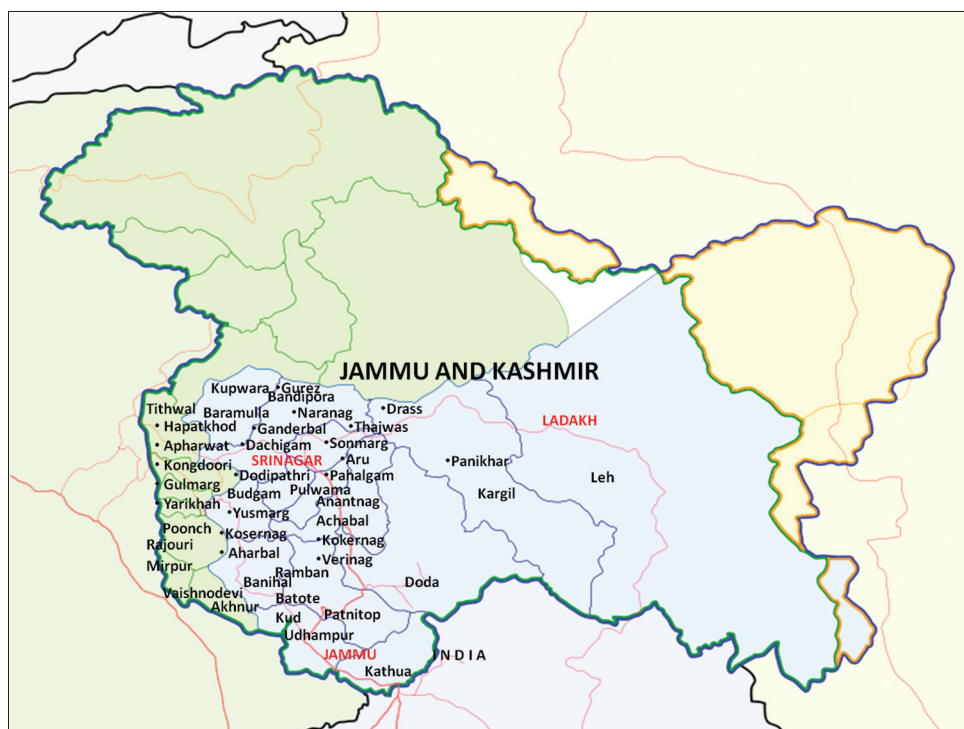 JAMMU AND KASHMIR
Kupwara
Gurez
Bandipora
Tithwal
Baramulla
Naranag
Drass
Hapatkhod
Ganderbal
Thajwas
LADAKH
Apharwat
Dachigam
Sonmarg
Kongdoori
SRINAGAR
Aru
Panikhar
Gulmarg
Dodipathri
Pahalgam
Leh
Budgam
Pulwama
Kargil
Yarikhah
Yusmarg
Anantnag
Poonch
Kosernag
Achabal
Rajouri
Aharbal
Kokernag
Mirpur
Verinag
Ramban
Vaishnodevi
Banihal
Doda
Akhnur
Batote
Kud
Patnitop
Udhampur
JAMMU
NDIA
Kathua